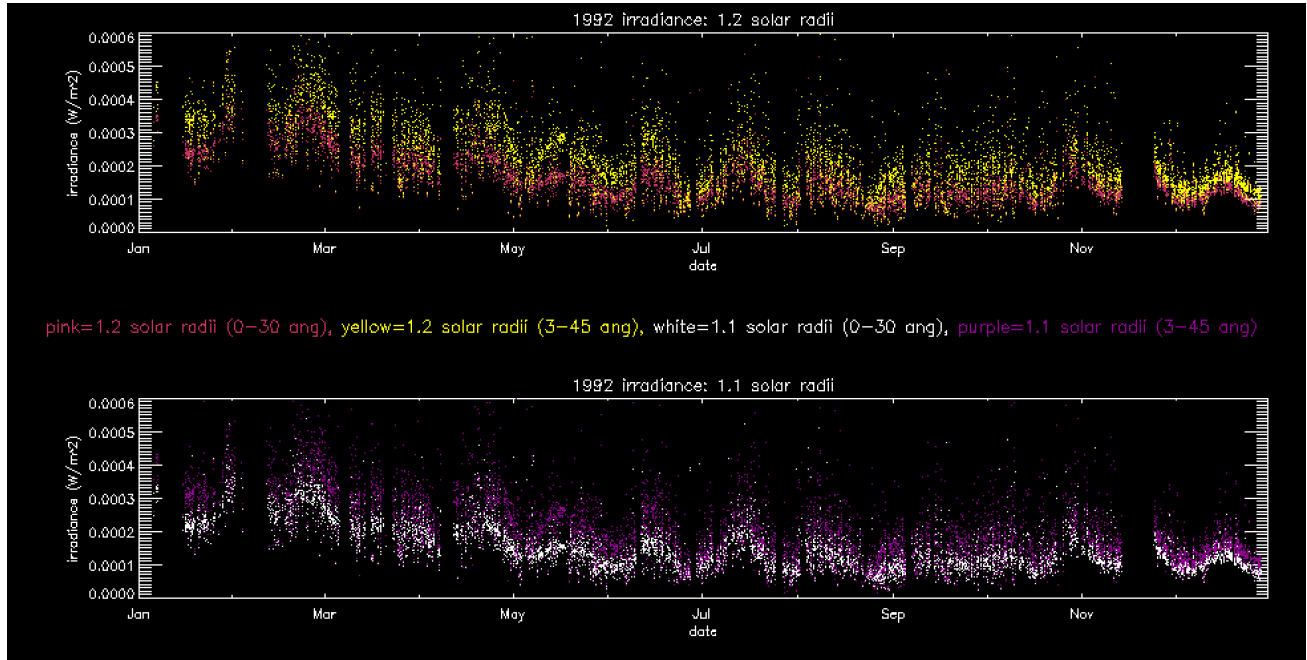 1992 irradiance: 1.2 solar radii
0.0006
0.0005
0.0004
0.0003
0.0002
0.0001
0.0000
irradiance (W/m^2)
Jan Mar May Jul Sep Nov
date
pink=1.2 solar radii (0-30 ang), yellow=1.2 solar radii (3-45 ang), white=1.1 solar radii (0-30 ang), purple=1.1 solar radii (3-45 ang)
1992 irradiance: 1.1 solar radii
0.0006
0.0005
0.0004
0.0003
0.0002
0.0001
0.0000
irradiance (W/m^2)
Jan Mar May Jul Sep Nov
date